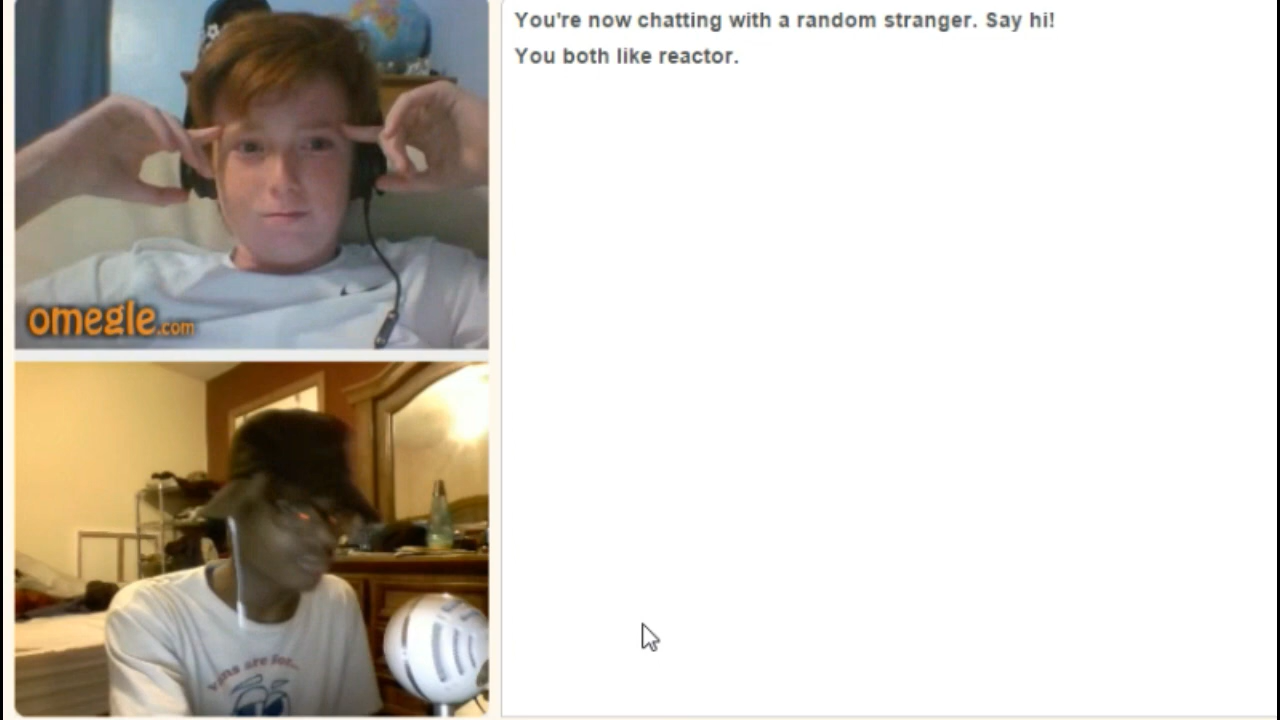 You're now chatting with a random stranger. Say hi!
You both like reactor.
omegle.com